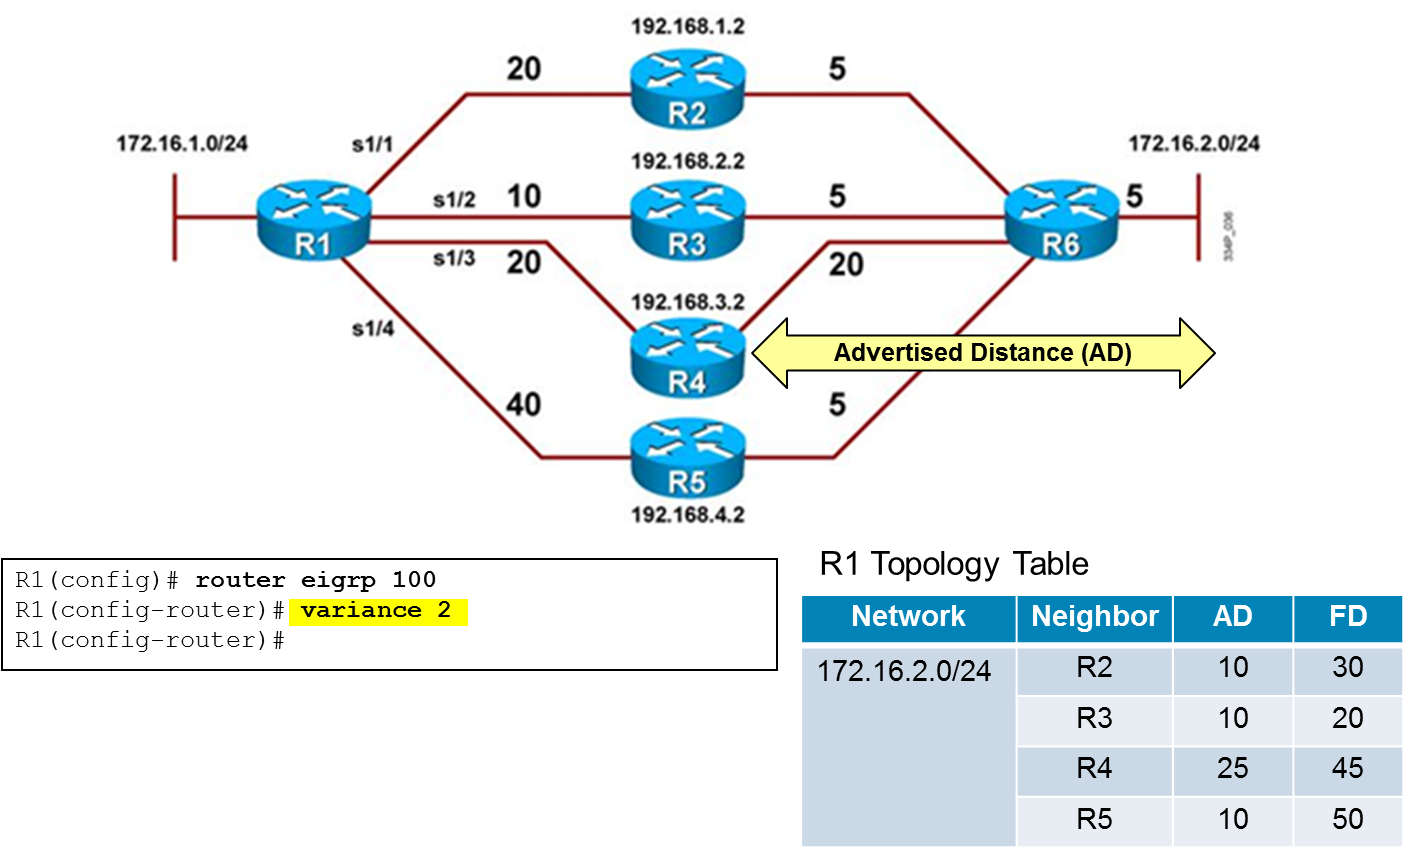 192.168.1.2
20
5
R2
172.16.1.0/24
s1/1
192.168.2.2
172.16.2.0/24
s1/2
10
5
5
R1
R3
R6
334P_036
s1/3
20
20
192.168.3.2
s1/4
R4
Advertised Distance (AD)
40
5
R5
192.168.4.2
R1(config)# router eigrp 100
R1(config-router)# variance 2
R1(config-router)#
R1 Topology Table
Network Neighbor AD FD
172.16.2.0/24 R2 10 30
R3 10 20
R4 25 45
R5 10 50